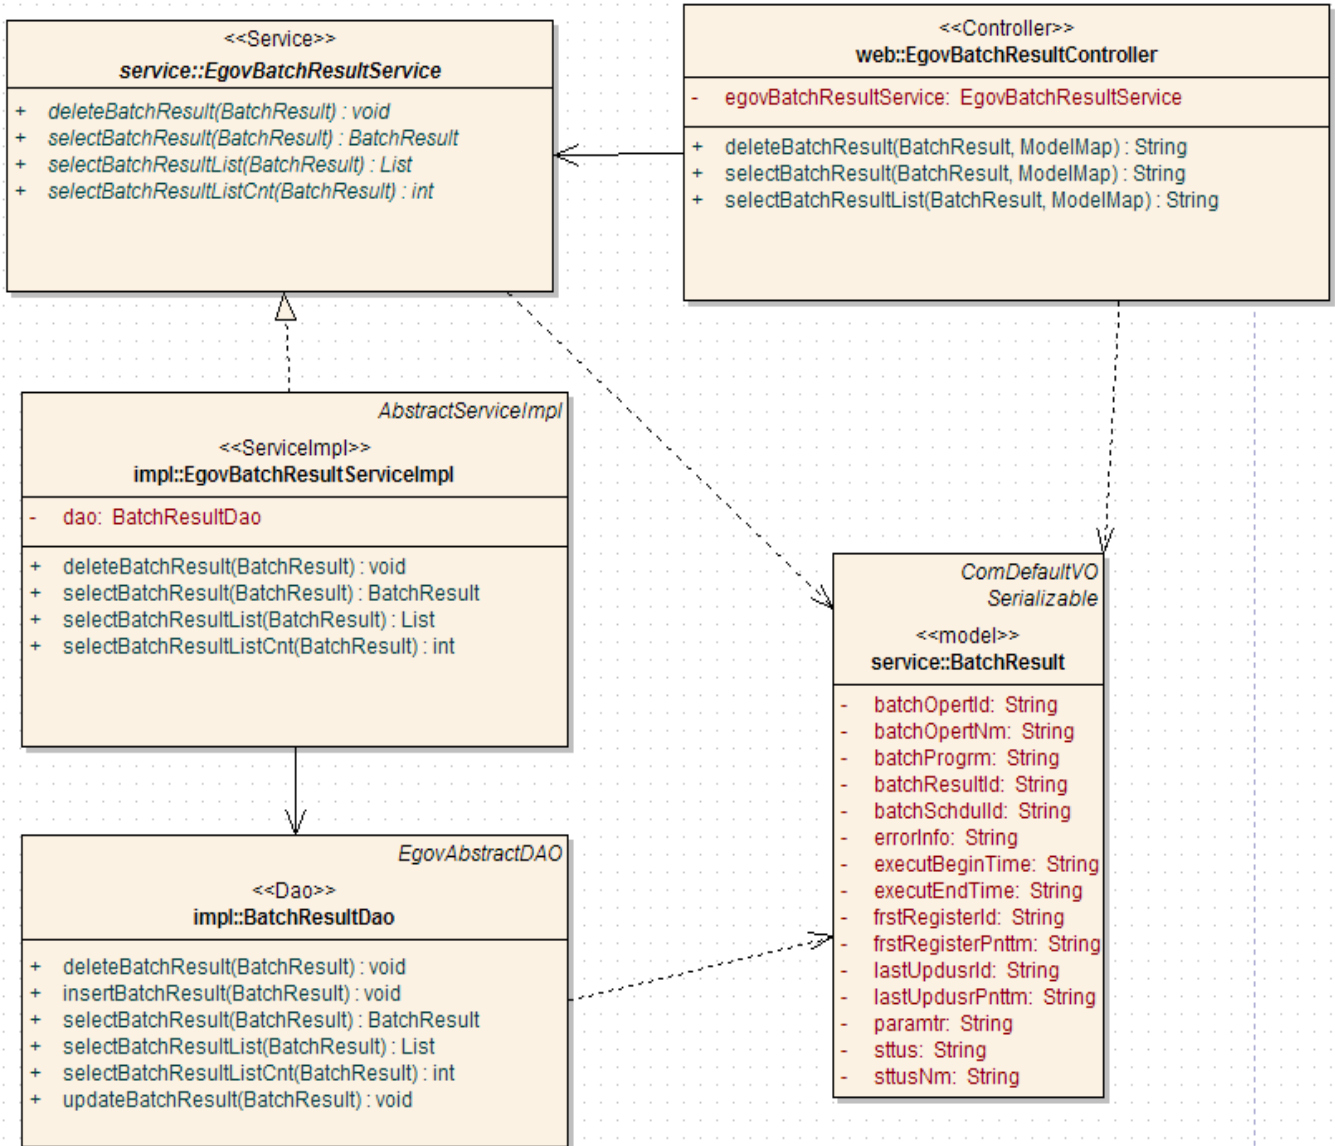 <<Service>>
service::EgovBatchResultService
+ deleteBatchResult(BatchResult) : void
+ selectBatchResult(BatchResult) : BatchResult
+ selectBatchResultList(BatchResult) : List
+ selectBatchResultListCnt(BatchResult) : int
<<Controller>>
web::EgovBatchResultController
- egovBatchResultService: EgovBatchResultService
+ deleteBatchResult(BatchResult, ModelMap) : String
+ selectBatchResult(BatchResult, ModelMap) : String
+ selectBatchResultList(BatchResult, ModelMap) : String
AbstractServiceImpl
<<ServiceImpl>>
impl::EgovBatchResultServiceImpl
- dao: BatchResultDao
+ deleteBatchResult(BatchResult) : void
+ selectBatchResult(BatchResult) : BatchResult
+ selectBatchResultList(BatchResult) : List
+ selectBatchResultListCnt(BatchResult) : int
EgovAbstractDAO
<<Dao>>
impl::BatchResultDao
+ deleteBatchResult(BatchResult) : void
+ insertBatchResult(BatchResult) : void
+ selectBatchResult(BatchResult) : BatchResult
+ selectBatchResultList(BatchResult) : List
+ selectBatchResultListCnt(BatchResult) : int
+ updateBatchResult(BatchResult) : void
ComDefaultVO
Serializable
<<model>>
service::BatchResult
- batchOpertId: String
- batchOpertNm: String
- batchProgrm: String
- batchResultId: String
- batchSchdulId: String
- errorInfo: String
- executBeginTime: String
- executEndTime: String
- frstRegisterId: String
- frstRegisterPnttm: String
- lastUpdusrId: String
- lastUpdusrPnttm: String
- paramtr: String
- sttus: String
- sttusNm: String